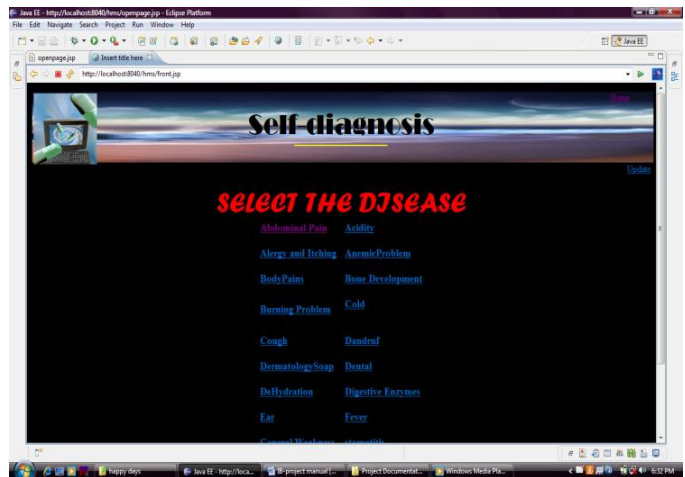 Java EE - http://localhost:8040/hms/openpage.jsp - Eclipse Platform
File Edit Navigate Search Project Run Window Help
Java EE
openpage.jsp Insert title here
http://localhost:8040/hms/front.jsp
Home
Self-diagnosis
Update
SELECT THE DISEASE
Abdominal Pain Acidity
Alergy and Itching AnemicProblem
BodyPains Bone Development
Burning Problem Cold
Cough Dandruf
DermatologySoap Dental
DeHydration Digestive Enzymes
Ear Fever
General Weakness stomotith
happy days Java EE - http://loca... B-project manual [... Project Documentat... Windows Media Pla... 6:32 PM